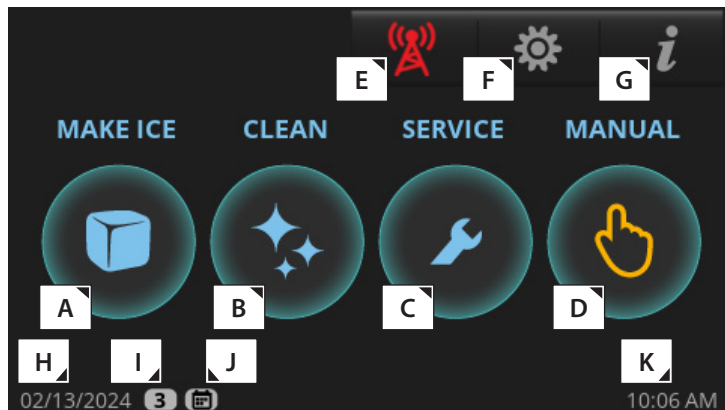 E F G
MAKE ICE CLEAN SERVICE MANUAL
A B C D
H I J K
02/13/2024 3 10:06 AM